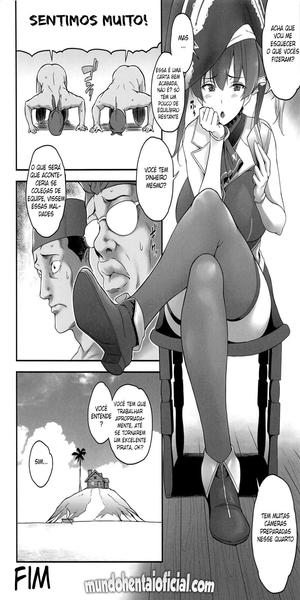 SENTIMOS MUITO!
ACHA QUE
VOU ME
ESQUECER O
QUE VOCÊS
FIZERAM?
MAS
...
ESSA É UMA
CARTA BEM
ACABADA,
NÃO É? SÓ
TEM UM
POUCO DE
EQUILÍBRIO
RESTANTE
VOCÊ TEM
DINHEIRO
MESMO?
O QUE SERÁ
QUE ACONTE-
CERIA SE
COLEGAS DE
EQUIPE, VISSEM
ESSAS MAL-
DADES
TEM MUITAS
CÂMERAS
PREPARADAS
NESSE QUARTO
VOCÊ TEM QUE
TRABALHAR
APROPRIADA-
MENTE, ATÉ
SE TORNAREM
UM EXCELENTE
PIRATA, OK?
VOCÊ
ENTENDE
?
SIM...
FIM
mundohentaioficial.com